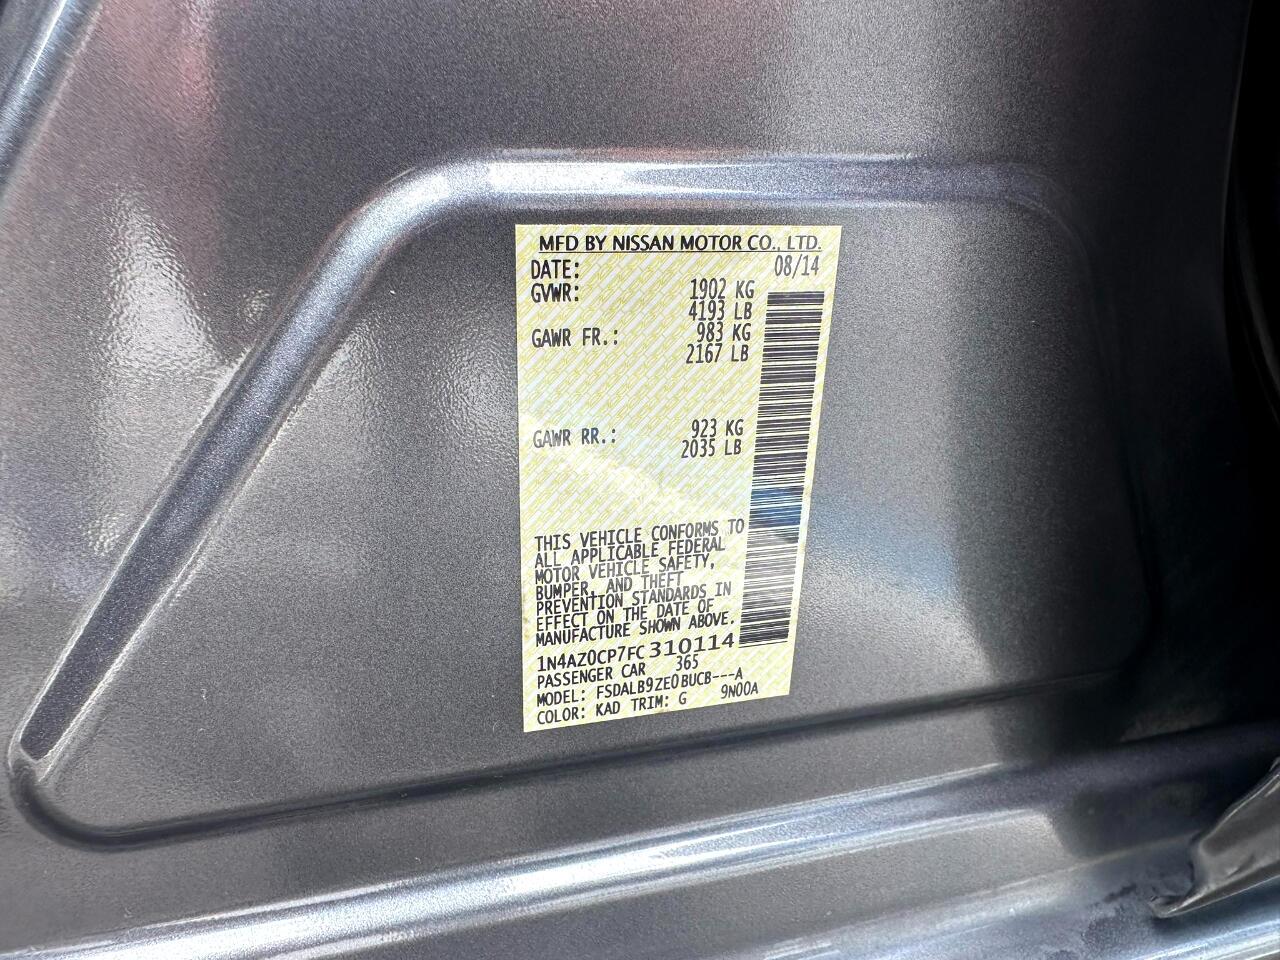 MFD BY NISSAN MOTOR CO., LTD.
DATE: 08/14
GVWR: 1902 KG
4193 LB
GAWR FR.: 983 KG
2167 LB
GAWR RR.: 923 KG
2035 LB
THIS VEHICLE CONFORMS TO
ALL APPLICABLE FEDERAL
MOTOR VEHICLE SAFETY,
BUMPER, AND THEFT
PREVENTION STANDARDS IN
EFFECT ON THE DATE OF
MANUFACTURE SHOWN ABOVE.
1N4AZ0CP7FC310114
PASSENGER CAR 365
MODEL: FSDALB9ZE0BUCB---A
COLOR: KAD TRIM: G 9N00A